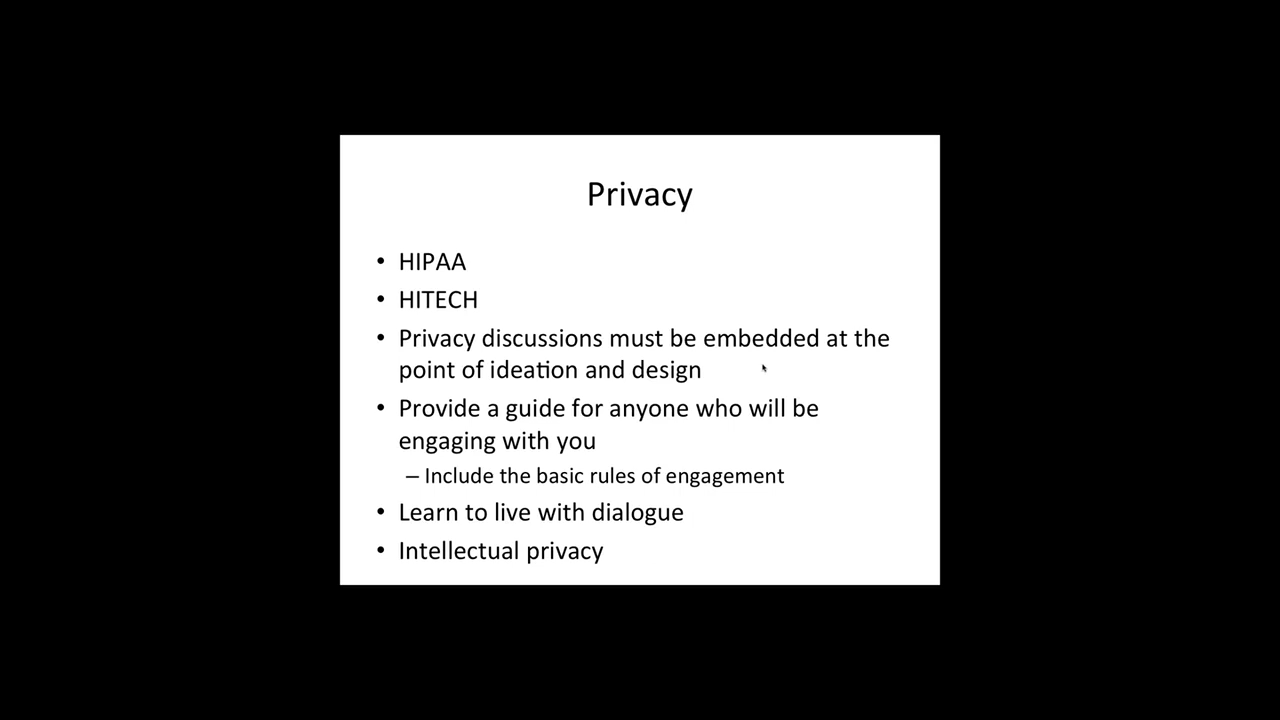 Privacy
• HIPAA
• HITECH
• Privacy discussions must be embedded at the
point of ideation and design
• Provide a guide for anyone who will be
engaging with you
– Include the basic rules of engagement
• Learn to live with dialogue
• Intellectual privacy